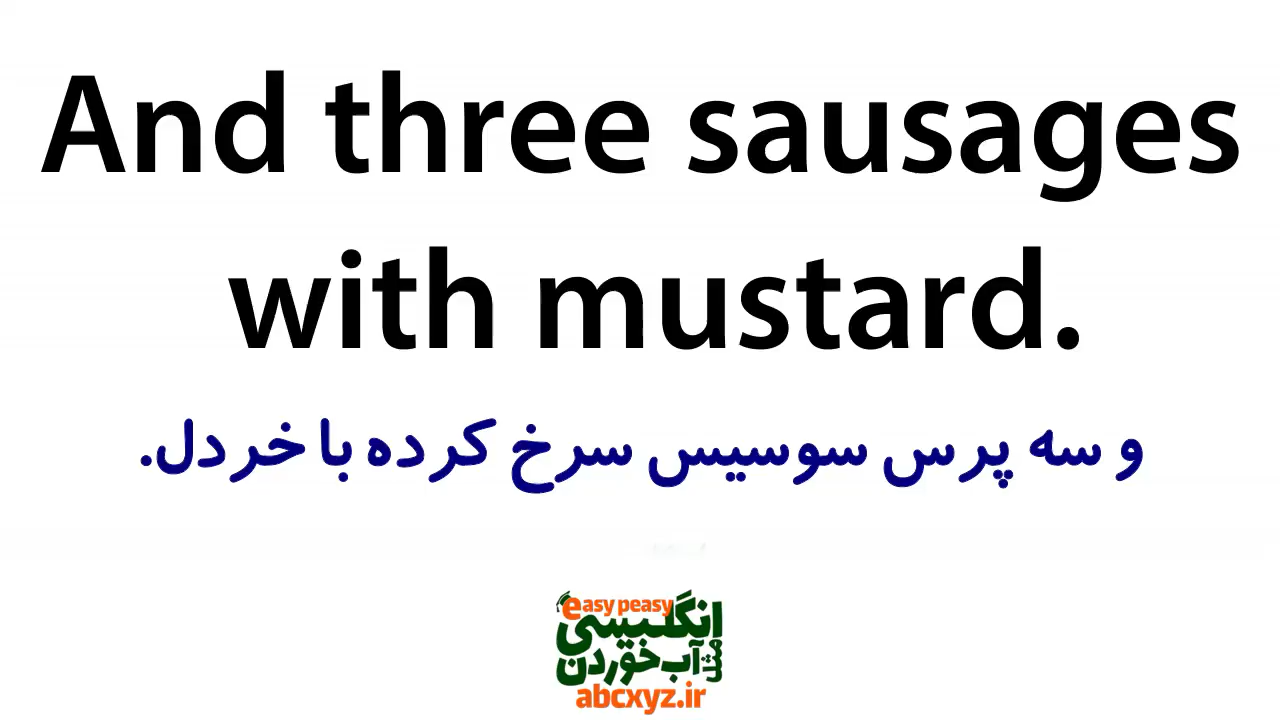 And three sausages
with mustard.
و سه پرس سوسیس سرخ کرده با خردل.
easy peasy
انگلیسی
مثل آب خوردن
abcxyz.ir